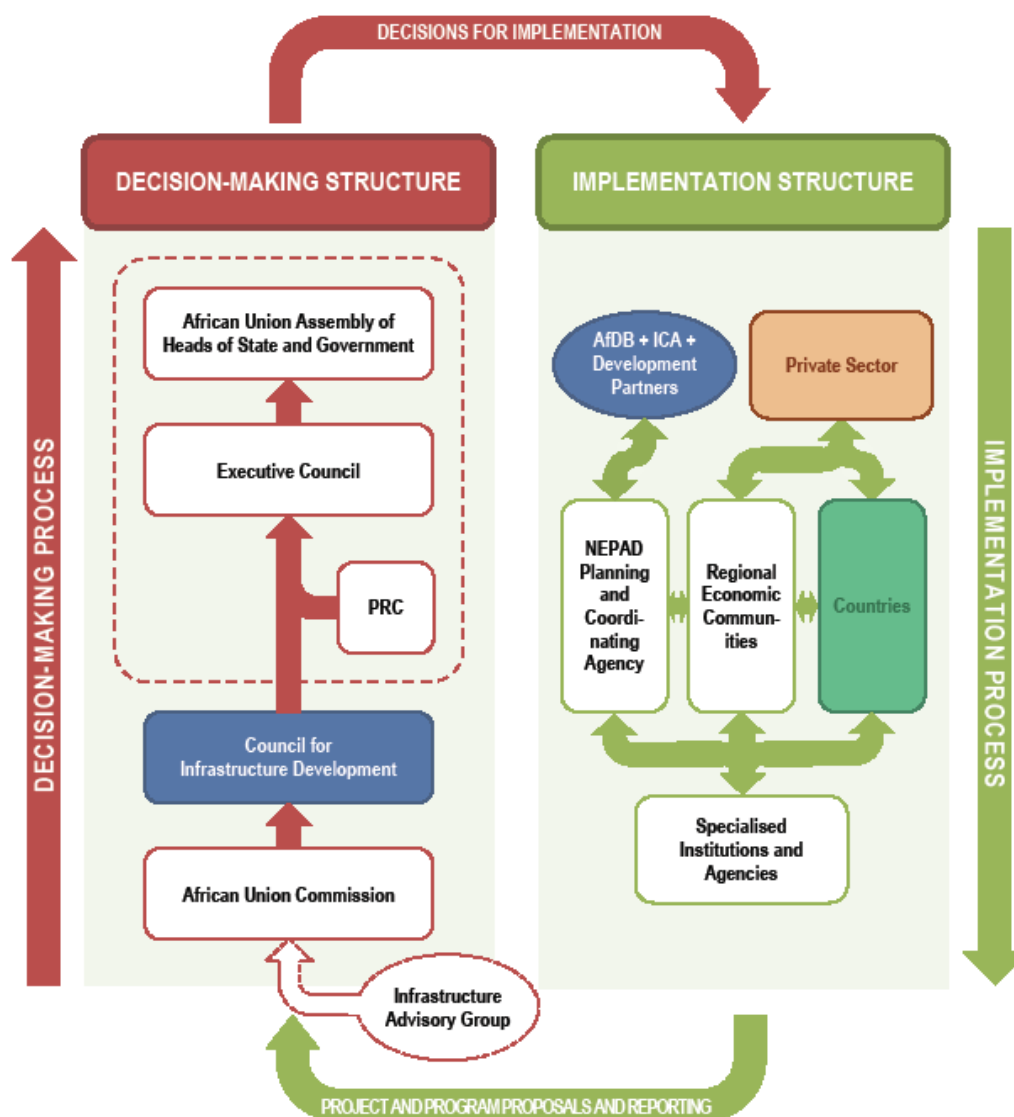 DECISIONS FOR IMPLEMENTATION
DECISION-MAKING STRUCTURE
IMPLEMENTATION STRUCTURE
DECISION-MAKING PROCESS
African Union Assembly of
Heads of State and Government
Executive Council
PRC
Council for
Infrastructure Development
African Union Commission
Infrastructure
Advisory Group
AfDB + ICA +
Development
Partners
Private Sector
NEPAD
Planning
and
Coordi-
nating
Agency
Regional
Economic
Commun-
ities
Countries
Specialised
Institutions and
Agencies
IMPLEMENTATION PROCESS
PROJECT AND PROGRAM PROPOSALS AND REPORTING